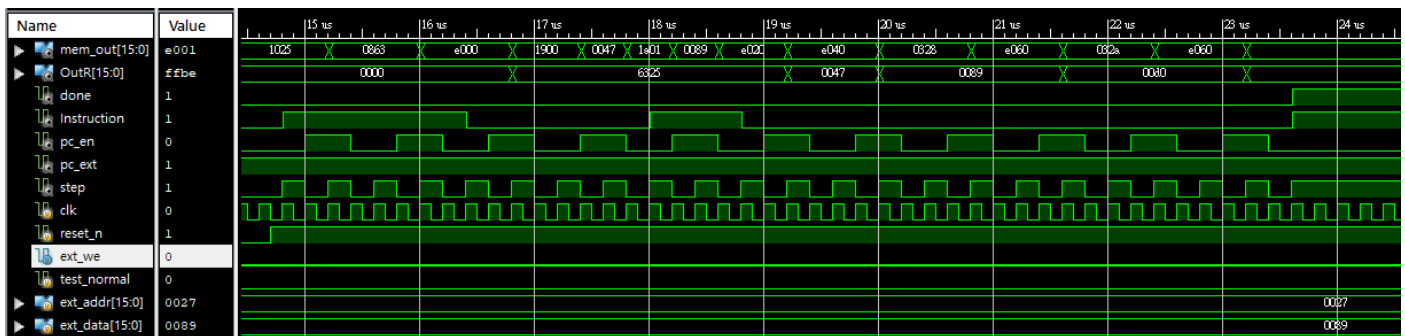 Name Value 15 us 16 us 17 us 18 us 19 us 20 us 21 us 22 us 23 us 24 us
mem_out[15:0] e001 1025 0863 e000 1900 0047 1e01 0089 e02C e040 0328 e060 032a e060
OutR[15:0] ffbe 0000 6325 0047 0089 00d0
done 1
Instruction 1
pc_en 0
pc_ext 1
step 1
clk 0
reset_n 1
ext_we 0
test_normal 0
ext_addr[15:0] 0027 0027
ext_data[15:0] 0089 0089